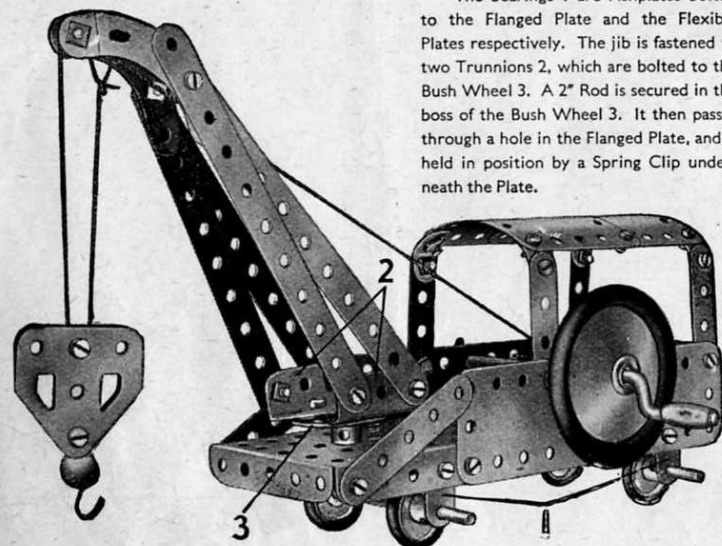 to the Flanged Plate and the Flexib
Plates respectively. The jib is fastened
two Trunnions 2, which are bolted to th
Bush Wheel 3. A 2" Rod is secured in th
boss of the Bush Wheel 3. It then pass
through a hole in the Flanged Plate, and
held in position by a Spring Clip unde
neath the Plate.
2
3